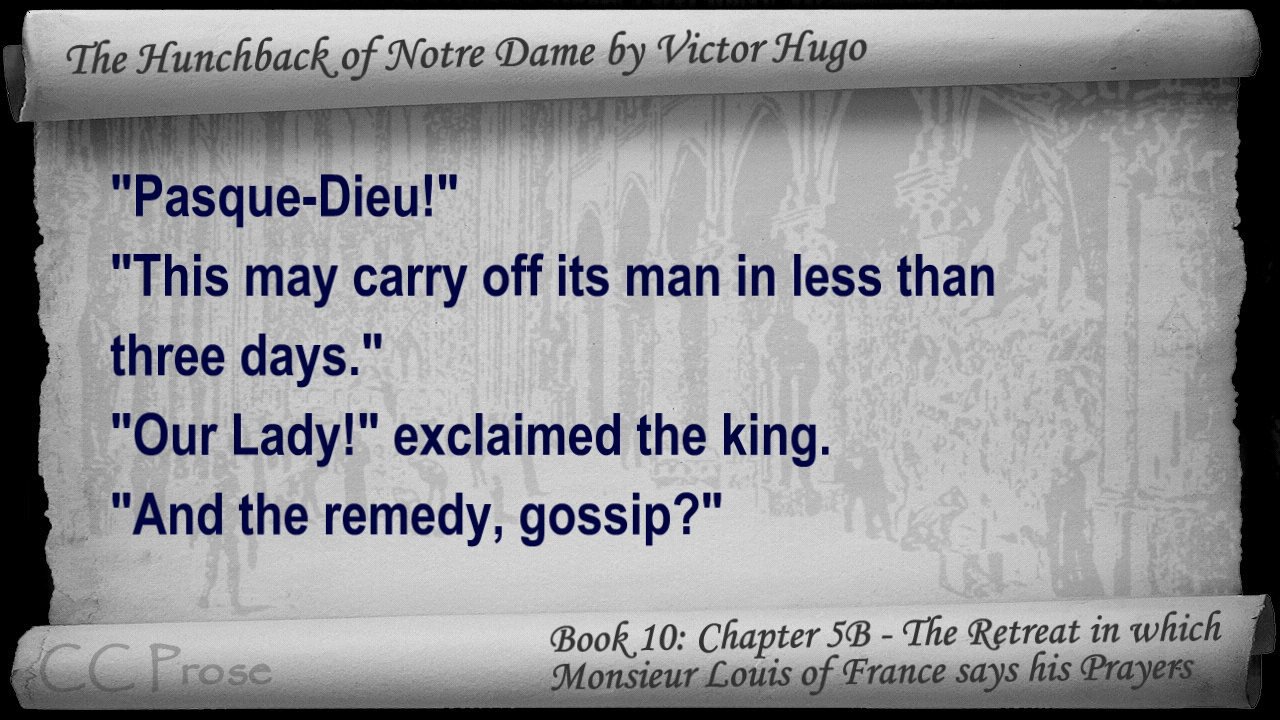 The Hunchback of Notre Dame by Victor Hugo
"Pasque-Dieu!"
"This may carry off its man in less than
three days."
"Our Lady!" exclaimed the king.
"And the remedy, gossip?"
CC Prose
Book 10: Chapter 5B - The Retreat in which
Monsieur Louis of France says his Prayers